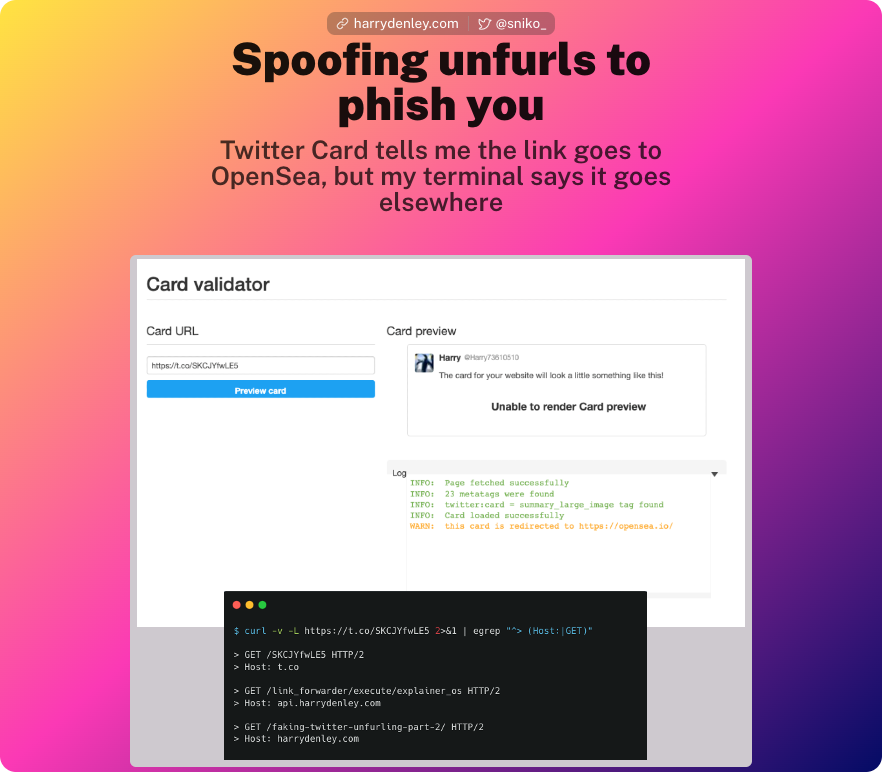 harrydenley.com @sniko_
Spoofing unfurls to
phish you
Twitter Card tells me the link goes to
OpenSea, but my terminal says it goes
elsewhere
Card validator
Card URL
https://t.co/SKCJYfwLE5
Preview card
Card preview
Harry @Harry73610510
The card for your website will look a little something like this!
Unable to render Card preview
Log
INFO: Page fetched successfully
INFO: 23 metatags were found
INFO: twitter:card = summary_large_image tag found
INFO: Card loaded successfully
WARN: this card is redirected to https://opensea.io/
$ curl -v -L https://t.co/SKCJYfwLE5 2>&1 | egrep "^> (Host:|GET)"
> GET /SKCJYfwLE5 HTTP/2
> Host: t.co
> GET /link_forwarder/execute/explainer_os HTTP/2
> Host: api.harrydenley.com
> GET /faking-twitter-unfurling-part-2/ HTTP/2
> Host: harrydenley.com